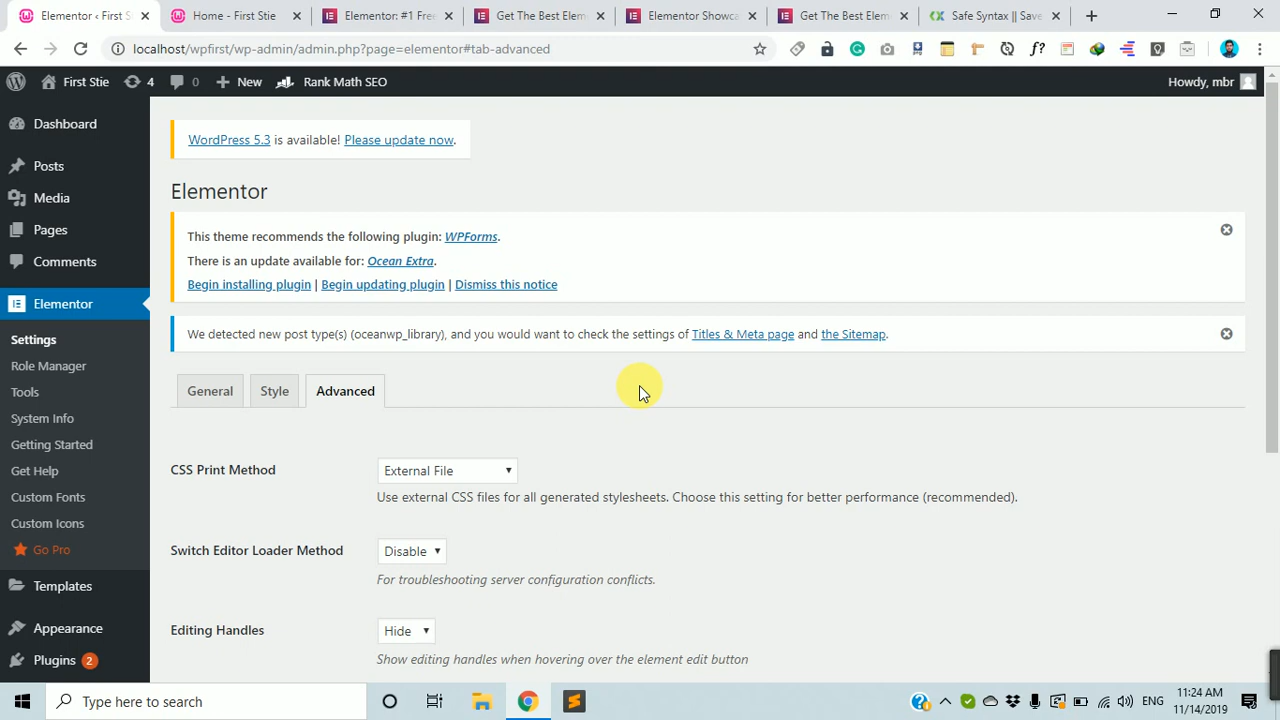 Elementor ‹ First St
Home - First Stie
Elementor: #1 Fre
Get The Best Elem
Elementor Showca
Get The Best Elem
Safe Syntax || Save
localhost/wpfirst/wp-admin/admin.php?page=elementor#tab-advanced
First Stie
4
0
New
Rank Math SEO
Howdy, mbr
Dashboard
Posts
Media
Pages
Comments
Elementor
Settings
Role Manager
Tools
System Info
Getting Started
Get Help
Custom Fonts
Custom Icons
Go Pro
Templates
Appearance
Plugins 2
WordPress 5.3 is available! Please update now.
Elementor
This theme recommends the following plugin: WPForms.
There is an update available for: Ocean Extra.
Begin installing plugin | Begin updating plugin | Dismiss this notice
We detected new post type(s) (oceanwp_library), and you would want to check the settings of Titles & Meta page and the Sitemap.
General
Style
Advanced
CSS Print Method
External File
Use external CSS files for all generated stylesheets. Choose this setting for better performance (recommended).
Switch Editor Loader Method
Disable
For troubleshooting server configuration conflicts.
Editing Handles
Hide
Show editing handles when hovering over the element edit button
Type here to search
ENG
11:24 AM
11/14/2019